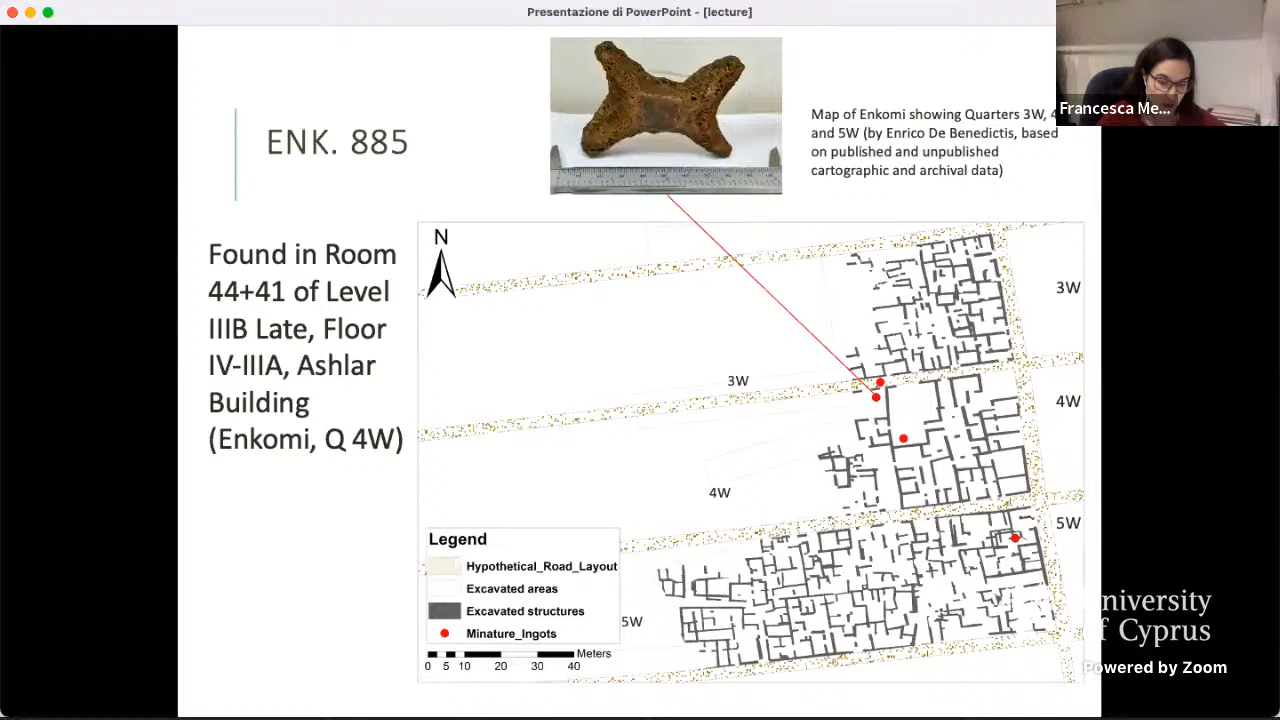 Presentazione di PowerPoint - [lecture]
Francesca Me...
ENK. 885
Map of Enkomi showing Quarters 3W, 4
and 5W (by Enrico De Benedictis, based
on published and unpublished
cartographic and archival data)
Found in Room
44+41 of Level
IIIB Late, Floor
IV-IIIA, Ashlar
Building
(Enkomi, Q 4W)
N
3W
3W
4W
4W
5W
5W
Legend
Hypothetical_Road_Layout
Excavated areas
Excavated structures
Minature_Ingots
Meters
0 5 10 20 30 40
niversity
f Cyprus
Powered by Zoom